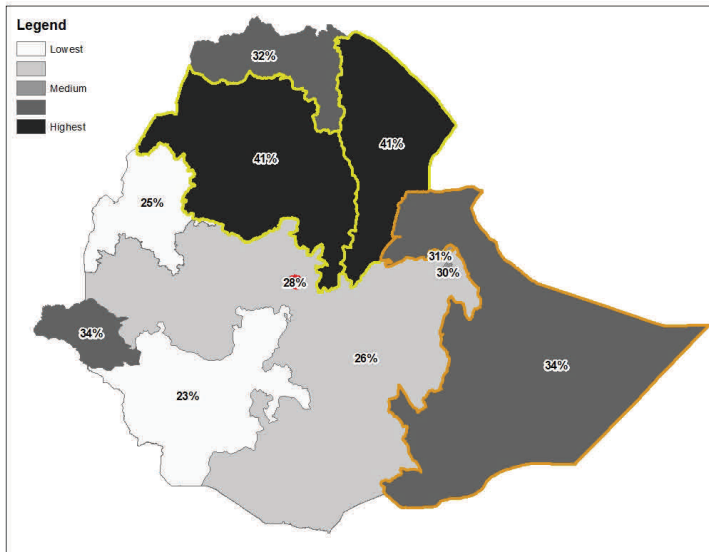 Legend
Lowest
Medium
Highest
32%
41%
41%
25%
31%
30%
28%
34%
26%
34%
23%